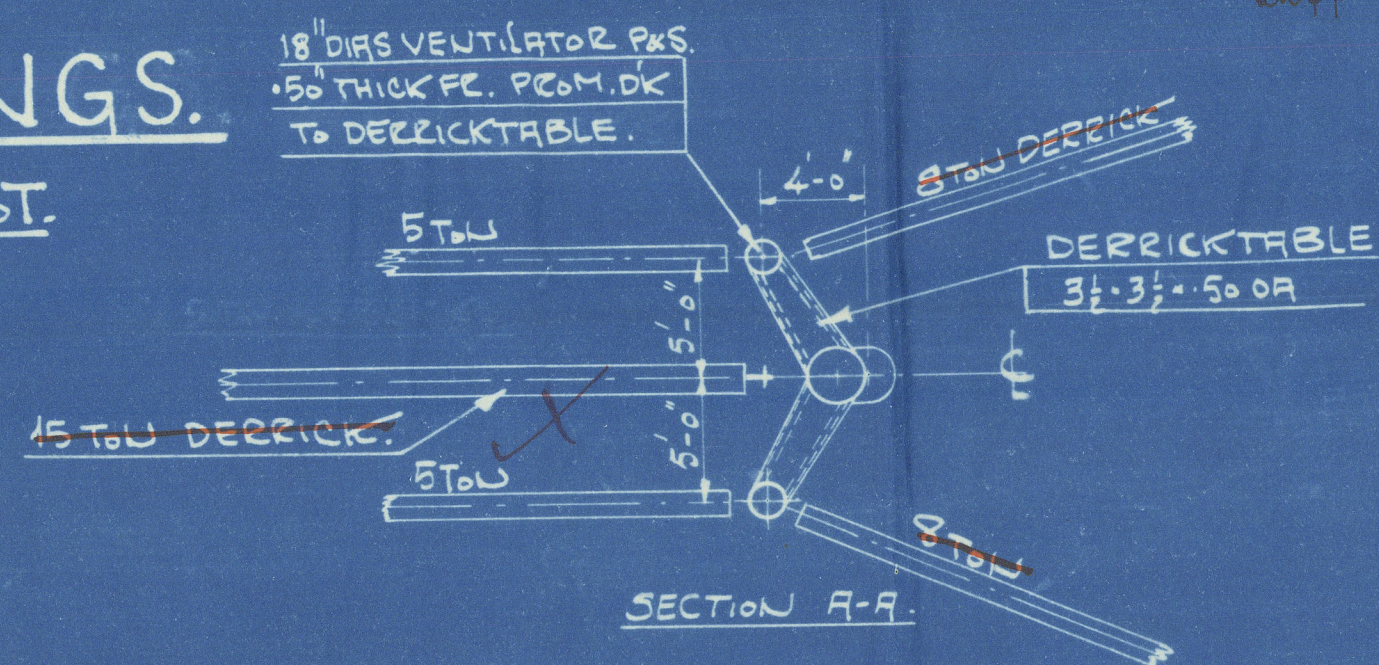 NGS.
ST.
18" DIAS VENTILATOR P&S.
.50" THICK FR. PROM. D'K
TO DERRICKTABLE.
4'-0"
8 TON DERRICK
5 TON
DERRICKTABLE
3½ · 3½ × .50 OA
5'-0"
15 TON DERRICK.
5'-0"
5 TON
8 TON
SECTION A-A.